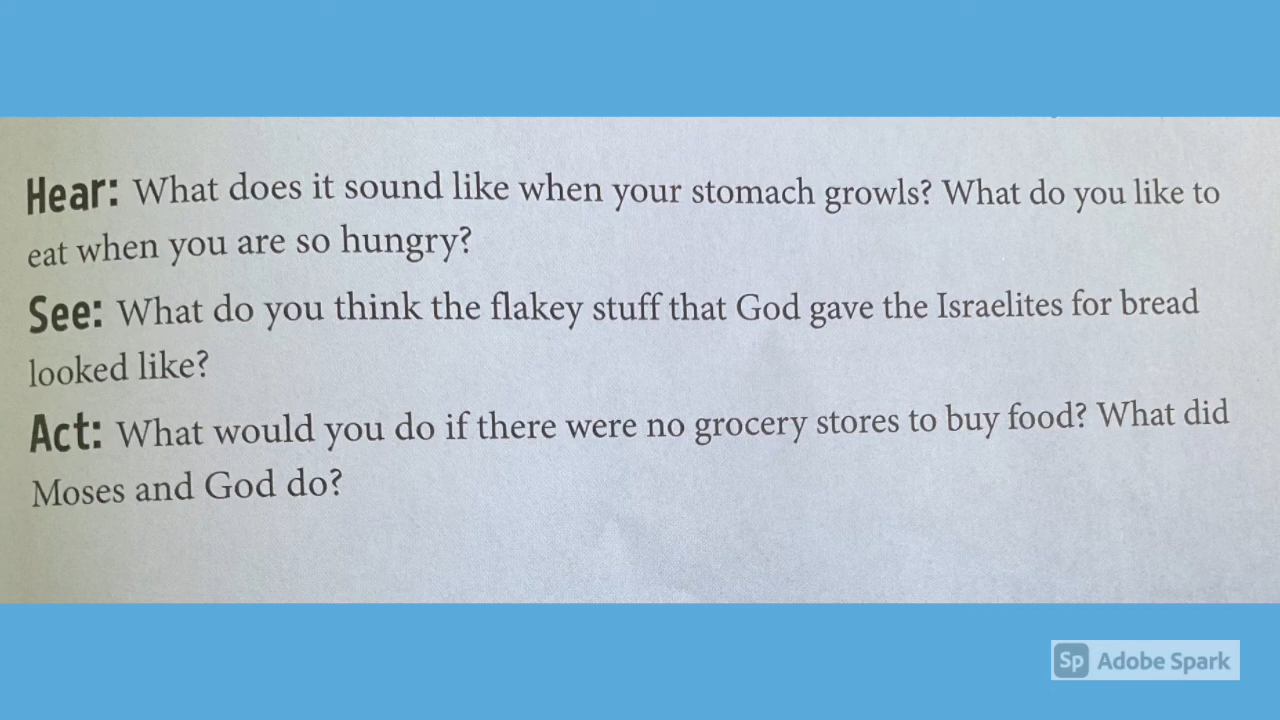 Hear: What does it sound like when your stomach growls? What do you like to
eat when you are so hungry?
See: What do you think the flakey stuff that God gave the Israelites for bread
looked like?
Act: What would you do if there were no grocery stores to buy food? What did
Moses and God do?
Sp Adobe Spark